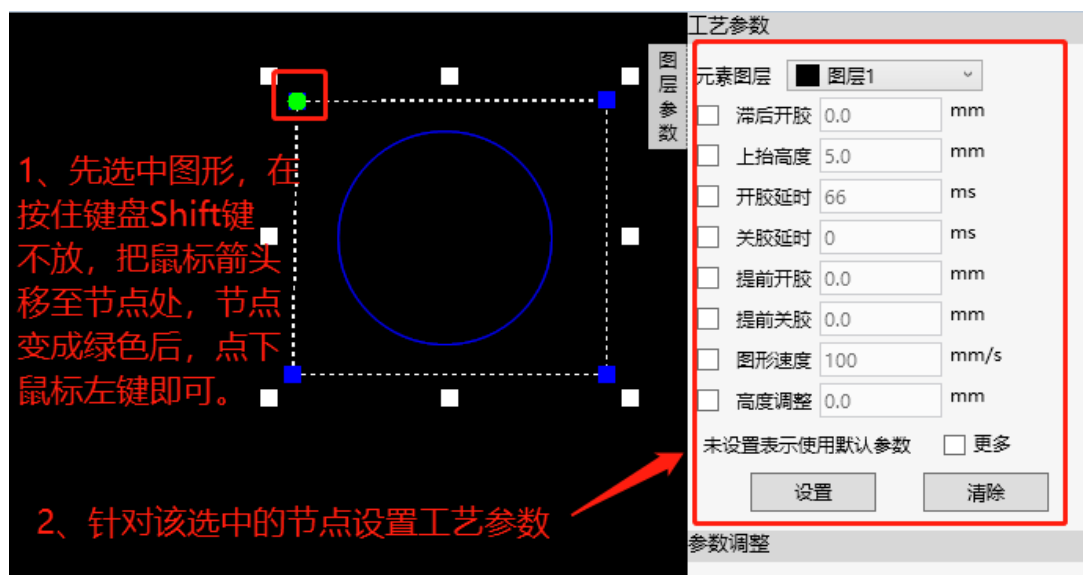 工艺参数
图层参数
元素图层 图层1
滞后开胶 0.0 mm
上抬高度 5.0 mm
开胶延时 66 ms
关胶延时 0 ms
提前开胶 0.0 mm
提前关胶 0.0 mm
图形速度 100 mm/s
高度调整 0.0 mm
未设置表示使用默认参数 更多
设置 清除
参数调整
1、先选中图形，在
按住键盘Shift键
不放，把鼠标箭头
移至节点处，节点
变成绿色后，点下
鼠标左键即可。
2、针对该选中的节点设置工艺参数